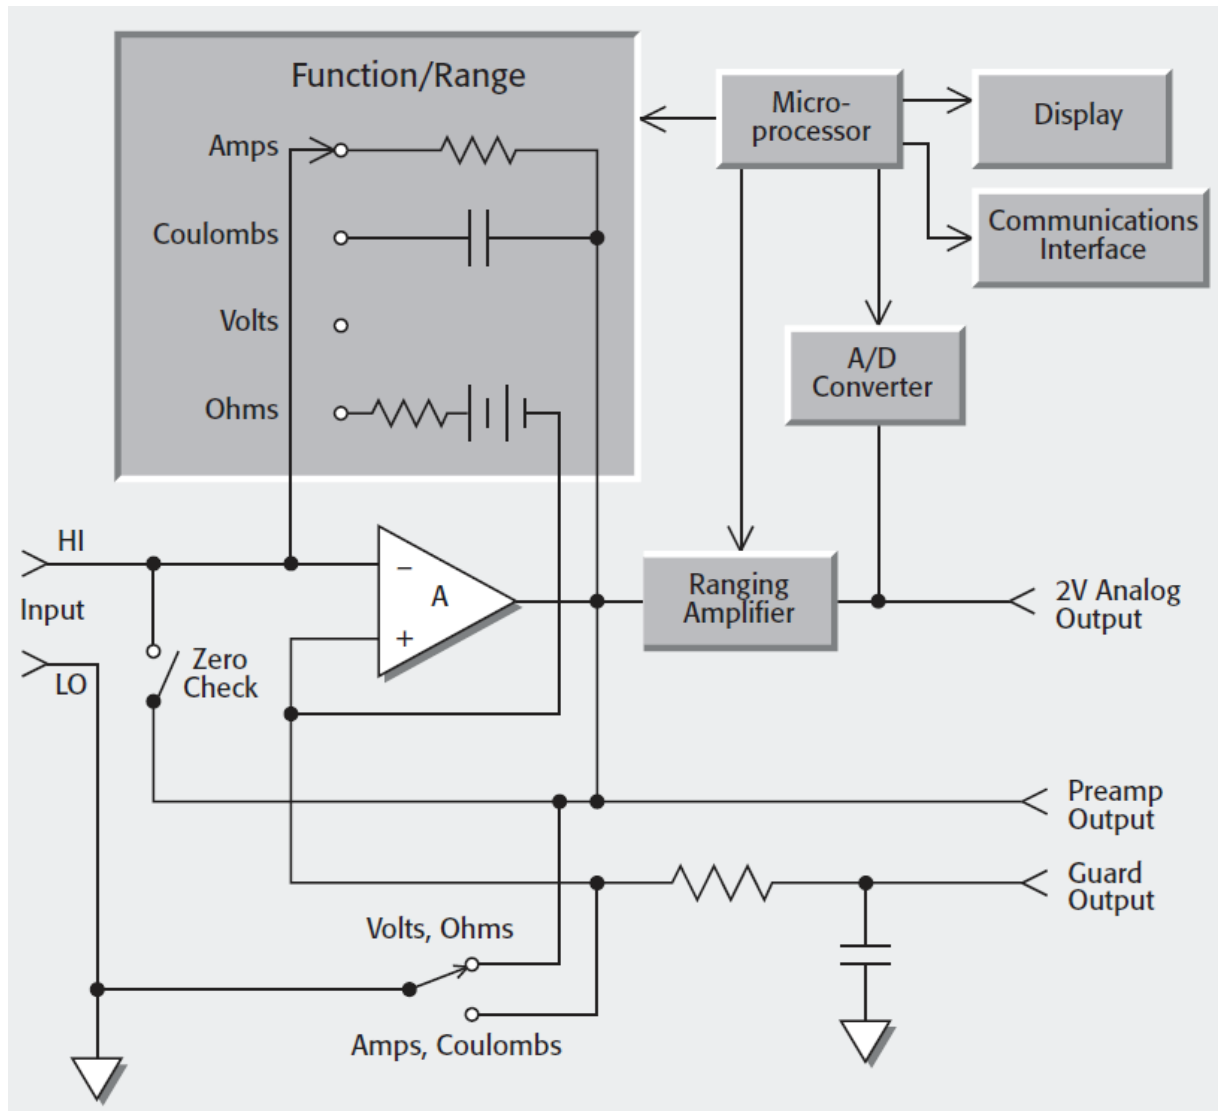 Function/Range
Amps
Coulombs
Volts
Ohms
Micro-
processor
Display
Communications
Interface
A/D
Converter
HI
Input
LO
Zero
Check
−
A
+
Ranging
Amplifier
2V Analog
Output
Preamp
Output
Guard
Output
Volts, Ohms
Amps, Coulombs